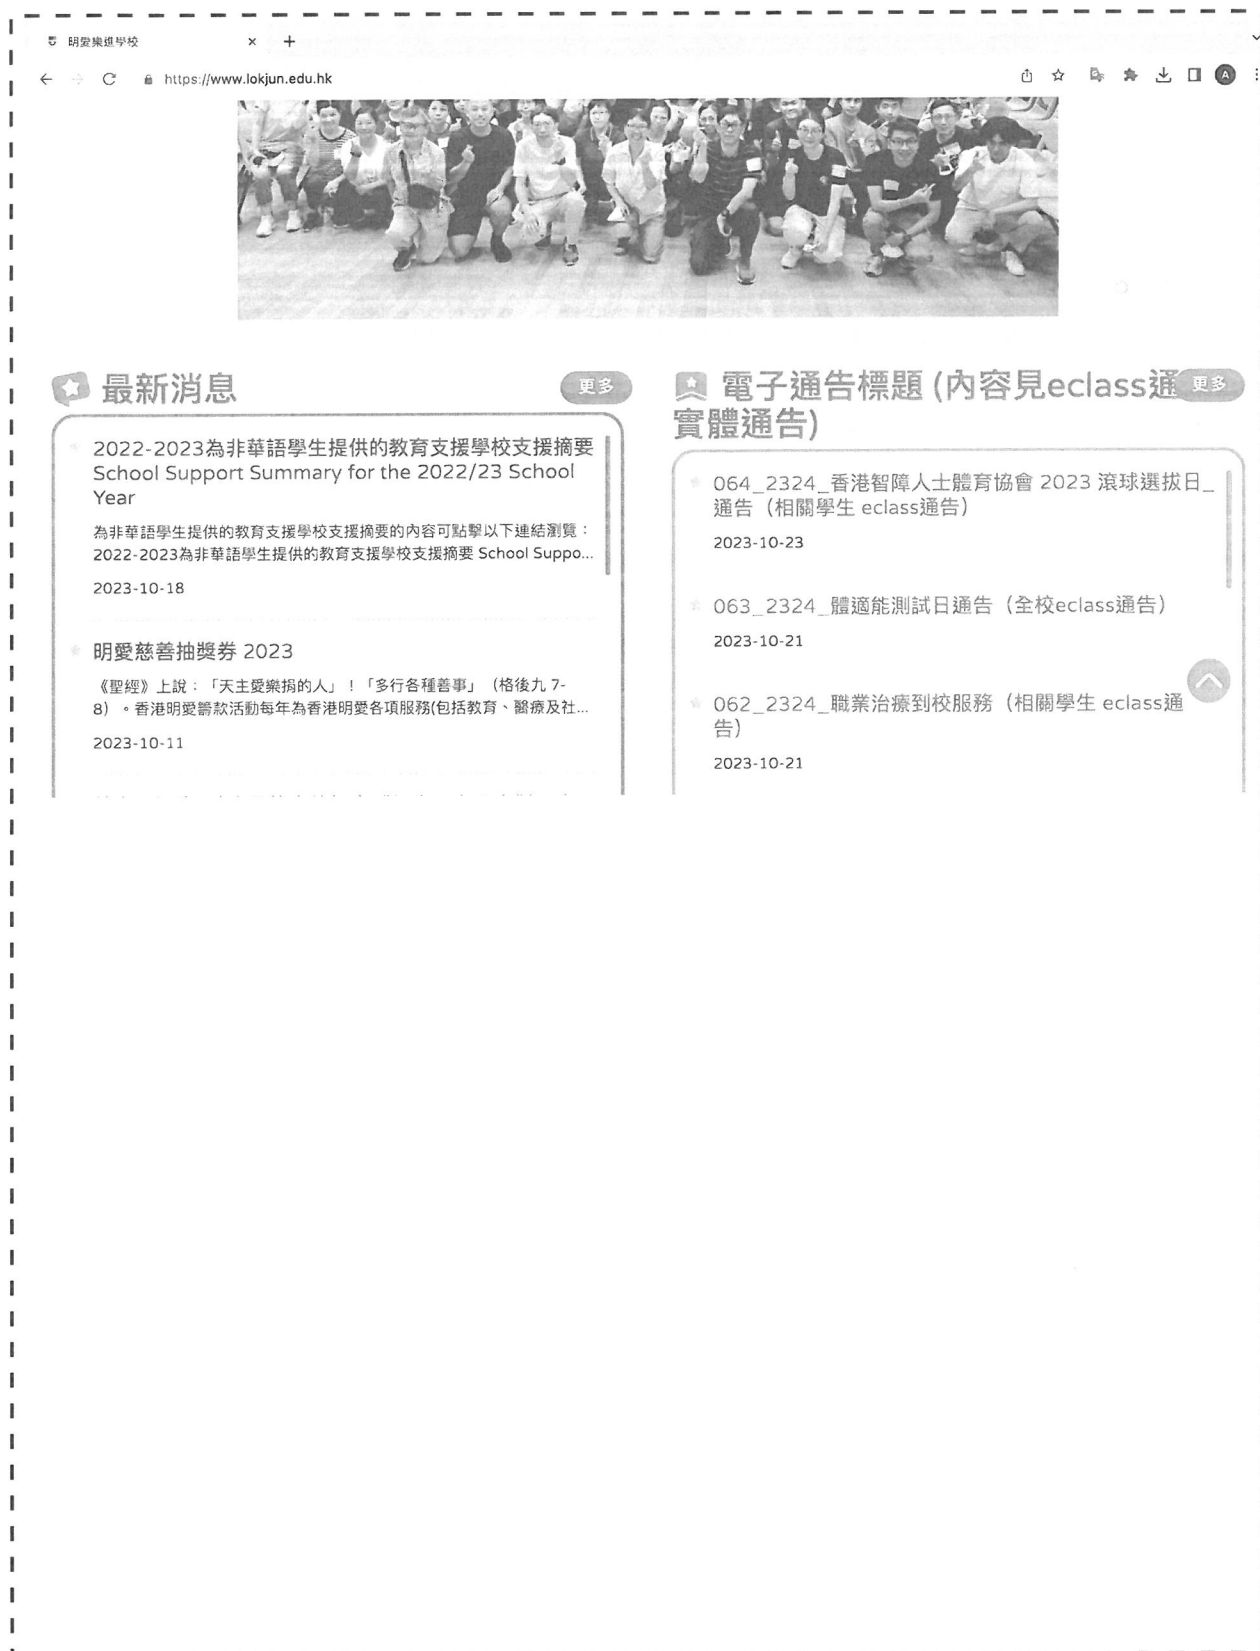 明愛樂進學校
https://www.lokjun.edu.hk
A
最新消息
更多
2022-2023為非華語學生提供的教育支援學校支援摘要
School Support Summary for the 2022/23 School
Year
為非華語學生提供的教育支援學校支援摘要的內容可點擊以下連結瀏覽：
2022-2023為非華語學生提供的教育支援學校支援摘要 School Suppo...
2023-10-18
明愛慈善抽獎券 2023
《聖經》上說：「天主愛樂捐的人」！「多行各種善事」（格後九 7-
8）。香港明愛籌款活動每年為香港明愛各項服務(包括教育、醫療及社...
2023-10-11
電子通告標題 (內容見eclass通
更多
實體通告)
064_2324_香港智障人士體育協會 2023 滾球選拔日_
通告（相關學生 eclass通告）
2023-10-23
063_2324_體適能測試日通告（全校eclass通告）
2023-10-21
062_2324_職業治療到校服務（相關學生 eclass通
告）
2023-10-21